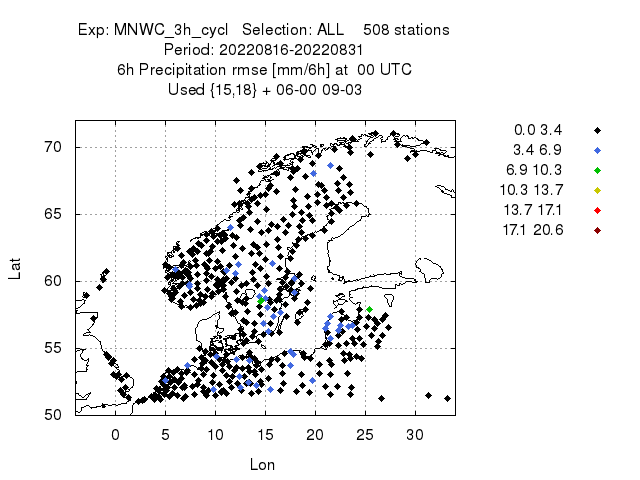 Exp: MNWC_3h_cycl   Selection: ALL    508 stations
Period: 20220816-20220831
6h Precipitation rmse [mm/6h] at  00 UTC
Used {15,18} + 06-00 09-03
0.0 3.4
3.4 6.9
6.9 10.3
10.3 13.7
13.7 17.1
17.1 20.6
70
65
60
55
50
Lat
0 5 10 15 20 25 30
Lon